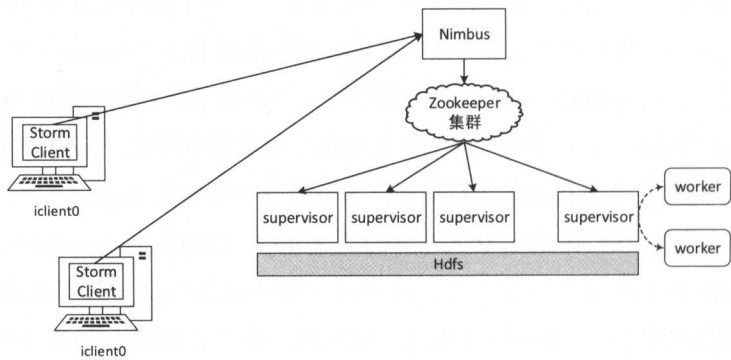 Nimbus
Zookeeper
集群
Storm
Client
iclient0
supervisor
supervisor
supervisor
supervisor
worker
worker
Hdfs
Storm
Client
iclient0